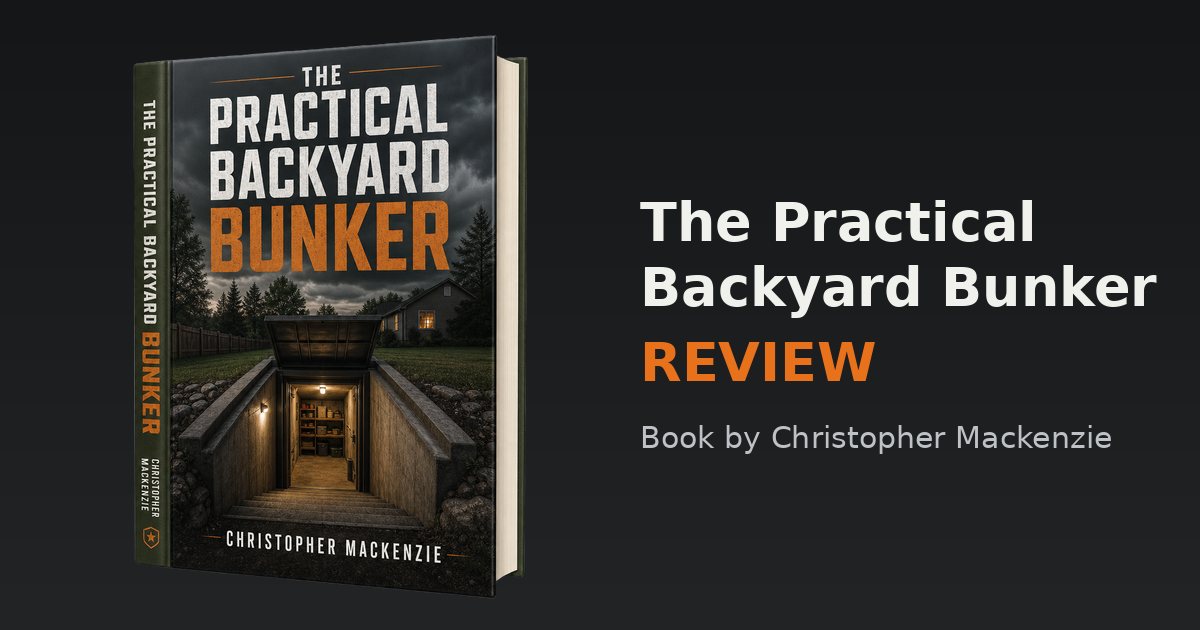 THE PRACTICAL BACKYARD BUNKER
CHRISTOPHER
MACKENZIE
THE
PRACTICAL
BACKYARD
BUNKER
CHRISTOPHER MACKENZIE
The Practical
Backyard Bunker
REVIEW
Book by Christopher Mackenzie